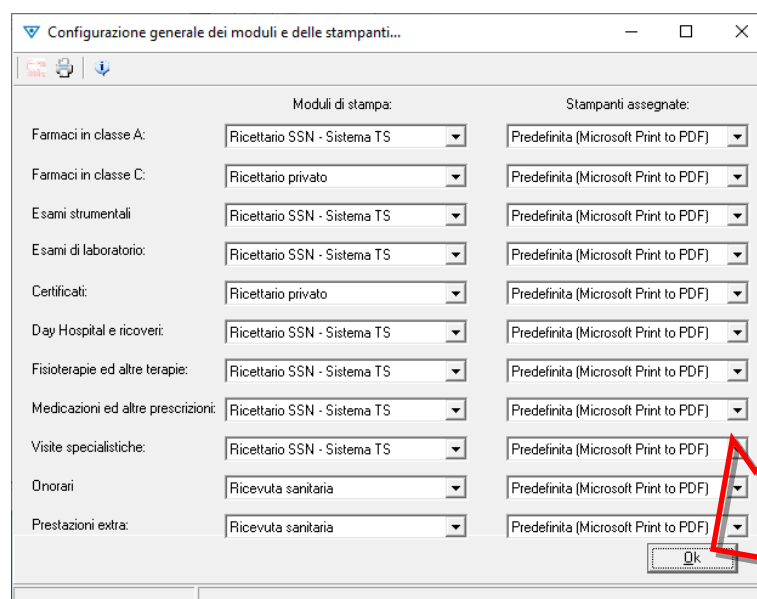 Configurazione generale dei moduli e delle stampanti...
Moduli di stampa: Stampanti assegnate:
Farmaci in classe A: Ricettario SSN - Sistema TS Predefinita (Microsoft Print to PDF)
Farmaci in classe C: Ricettario privato Predefinita (Microsoft Print to PDF)
Esami strumentali Ricettario SSN - Sistema TS Predefinita (Microsoft Print to PDF)
Esami di laboratorio: Ricettario SSN - Sistema TS Predefinita (Microsoft Print to PDF)
Certificati: Ricettario privato Predefinita (Microsoft Print to PDF)
Day Hospital e ricoveri: Ricettario SSN - Sistema TS Predefinita (Microsoft Print to PDF)
Fisioterapie ed altre terapie: Ricettario SSN - Sistema TS Predefinita (Microsoft Print to PDF)
Medicazioni ed altre prescrizioni: Ricettario SSN - Sistema TS Predefinita (Microsoft Print to PDF)
Visite specialistiche: Ricettario SSN - Sistema TS Predefinita (Microsoft Print to PDF)
Onorari Ricevuta sanitaria Predefinita (Microsoft Print to PDF)
Prestazioni extra: Ricevuta sanitaria Predefinita (Microsoft Print to PDF)
Ok